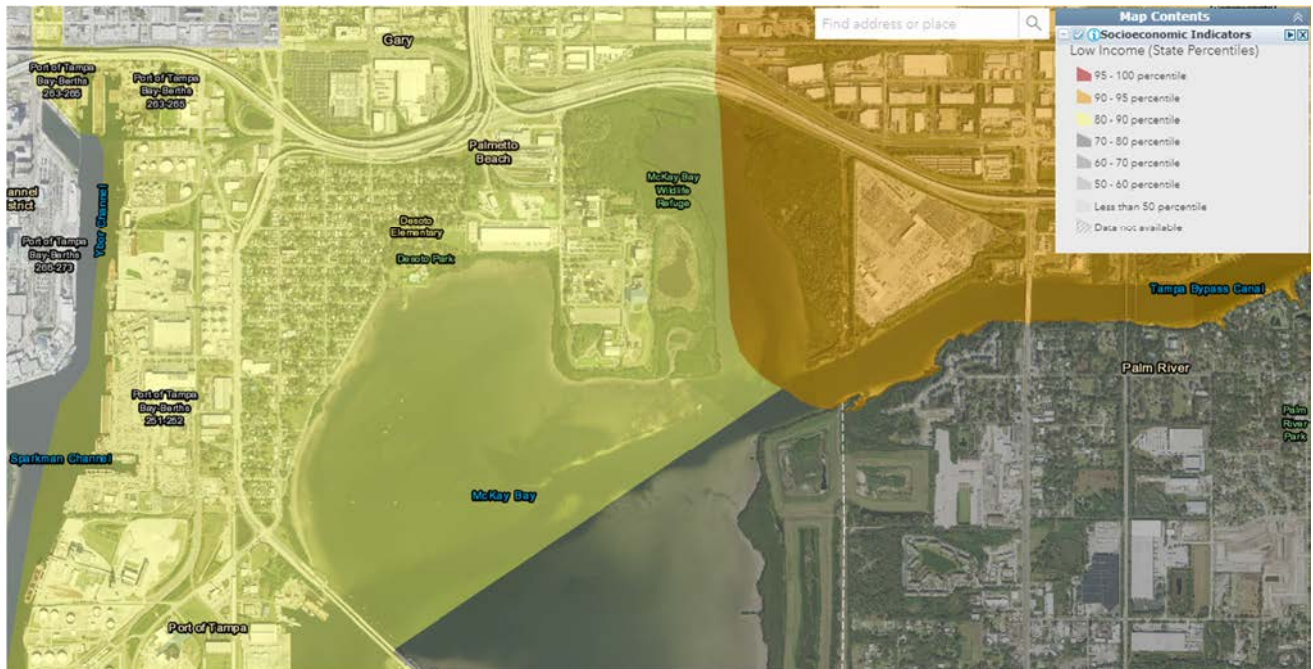 Find address or place
Map Contents
Socioeconomic Indicators
Low Income (State Percentiles)
95 - 100 percentile
90 - 95 percentile
80 - 90 percentile
70 - 80 percentile
60 - 70 percentile
50 - 60 percentile
Less than 50 percentile
Data not available
Gary
Port of Tampa
Bay-Berths
263-265
Port of Tampa
Bay-Berths
263-265
Palmetto
Beach
McKay Bay
Wildlife
Refuge
annel
strict
Ybor Channel
Desoto
Elementary
Desoto Park
Port of Tampa
Bay-Berths
266-273
Tampa Bypass Canal
Palm River
Port of Tampa
Bay-Berths
251-252
Palm
River
Park
Sparkman Channel
McKay Bay
Port of Tampa